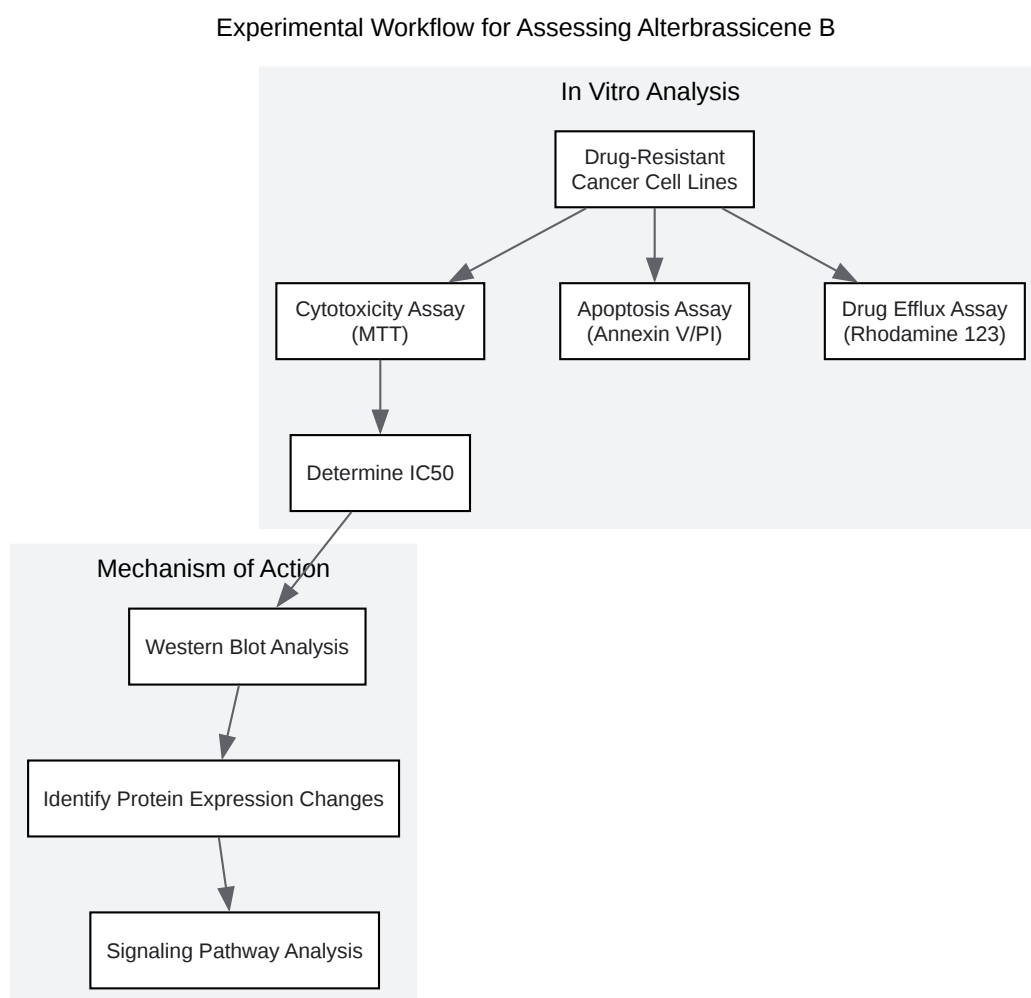 Experimental Workflow for Assessing Alterbrassicene B
In Vitro Analysis
Drug-Resistant
Cancer Cell Lines
Cytotoxicity Assay
(MTT)
Apoptosis Assay
(Annexin V/PI)
Drug Efflux Assay
(Rhodamine 123)
Determine IC50
Mechanism of Action
Western Blot Analysis
Identify Protein Expression Changes
Signaling Pathway Analysis